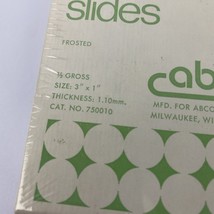 slides
FROSTED
½ GROSS
SIZE: 3" x 1"
THICKNESS: 1.10mm.
CAT. NO. 750010
abc
MFD. FOR ABCO
MILWAUKEE, WI